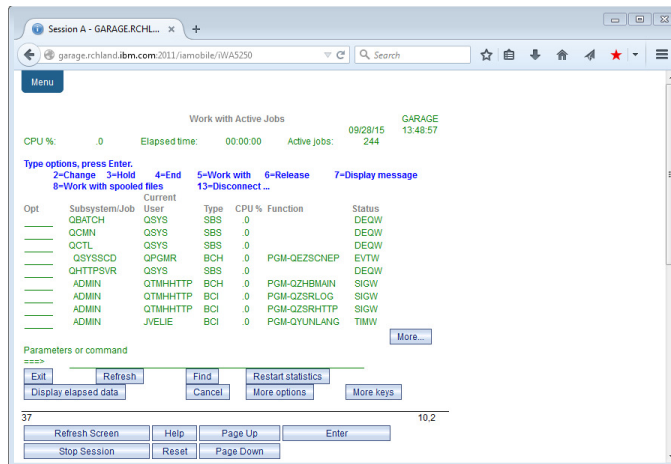 Session A - GARAGE.RCHL... × +
garage.rchland.ibm.com:2011/iamobile/iWA5250 Search
Menu
Work with Active Jobs GARAGE
09/28/15 13:48:57
CPU %: .0 Elapsed time: 00:00:00 Active jobs: 244
Type options, press Enter.
2=Change 3=Hold 4=End 5=Work with 6=Release 7=Display message
8=Work with spooled files 13=Disconnect ...
Current
Opt Subsystem/Job User Type CPU % Function Status
QBATCH QSYS SBS .0 DEQW
QCMN QSYS SBS .0 DEQW
QCTL QSYS SBS .0 DEQW
QSYSSCD QPGMR BCH .0 PGM-QEZSCNEP EVTW
QHTTPSVR QSYS SBS .0 DEQW
ADMIN QTMHHTTP BCH .0 PGM-QZHBMAIN SIGW
ADMIN QTMHHTTP BCI .0 PGM-QZSRLOG SIGW
ADMIN QTMHHTTP BCI .0 PGM-QZSRHTTP SIGW
ADMIN JVELIE BCI .0 PGM-QYUNLANG TIMW
More...
Parameters or command
===>
Exit Refresh Find Restart statistics
Display elapsed data Cancel More options More keys
37 10,2
Refresh Screen Help Page Up Enter
Stop Session Reset Page Down